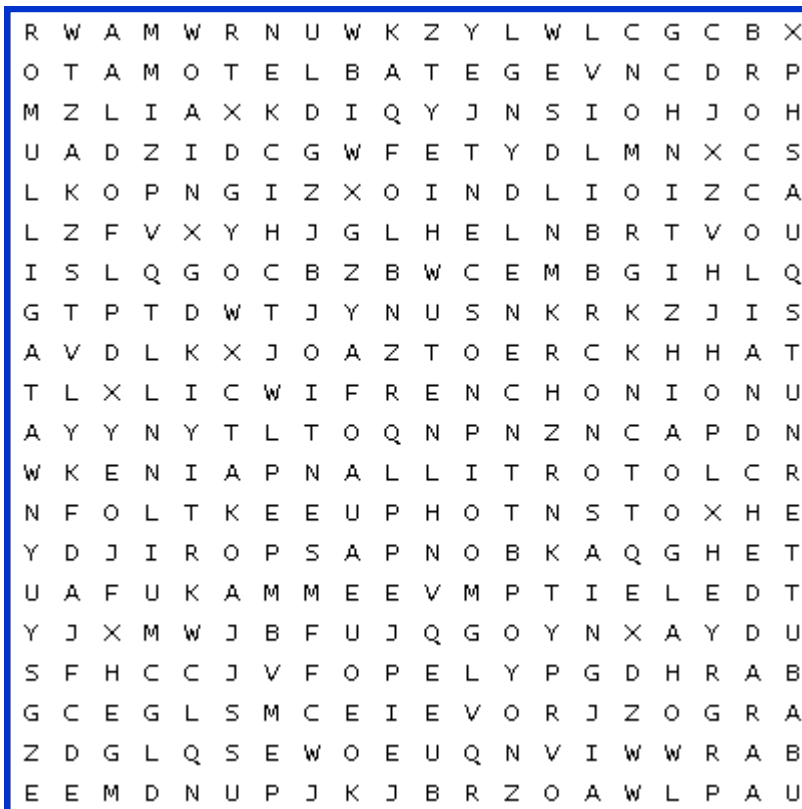 R W A M W R N U W K Z Y L W L C G C B X
O T A M O T E L B A T E G E V N C D R P
M Z L I A X K D I Q Y J N S I O H J O H
U A D Z I D C G W F E T Y D L M N X C S
L K O P N G I Z X O I N D L I O I Z C A
L Z F V X Y H J G L H E L N B R T V O U
I S L Q G O C B Z B W C E M B G I H L Q
G T P T D W T J Y N U S N K R K Z J I S
A V D L K X J O A Z T O E R C K H H A T
T L X L I C W I F R E N C H O N I O N U
A Y Y N Y T L T O Q N P N Z N C A P D N
W K E N I A P N A L L I T R O T O L C R
N F O L T K E E U P H O T N S T O X H E
Y D J I R O P S A P N O B K A Q G H E T
U A F U K A M M E E V M P T I E L E D T
Y J X M W J B F U J Q G O Y N X A Y D U
S F H C C J V F O P E L Y P G D H R A B
G C E G L S M C E I E V O R J Z O G R A
Z D G L Q S E W O E U Q N V I W W R A B
E E M D N U P J K J B R Z O A W L P A U